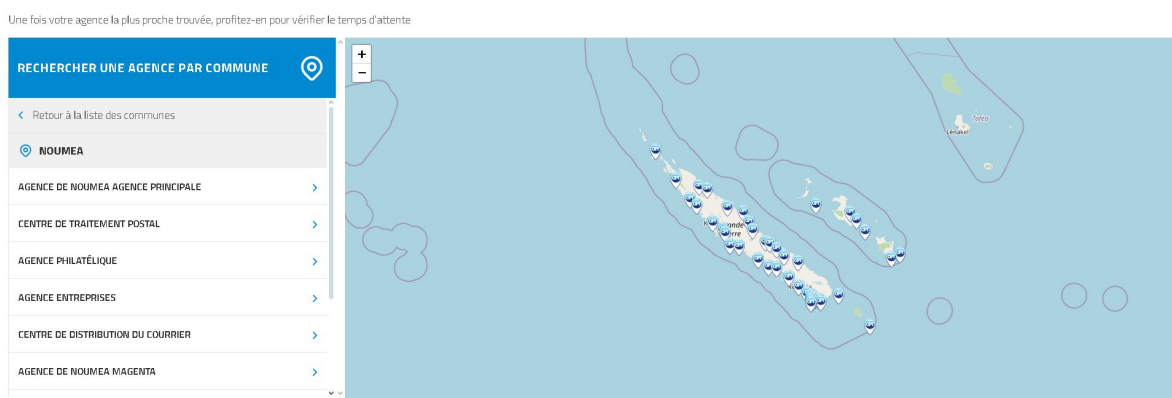 Une fois votre agence la plus proche trouvée, profitez-en pour vérifier le temps d'attente
RECHERCHER UNE AGENCE PAR COMMUNE
Retour à la liste des communes
NOUMEA
AGENCE DE NOUMEA AGENCE PRINCIPALE
CENTRE DE TRAITEMENT POSTAL
AGENCE PHILATÉLIQUE
AGENCE ENTREPRISES
CENTRE DE DISTRIBUTION DU COURRIER
AGENCE DE NOUMEA MAGENTA
+
−
Tafea
Lénakel